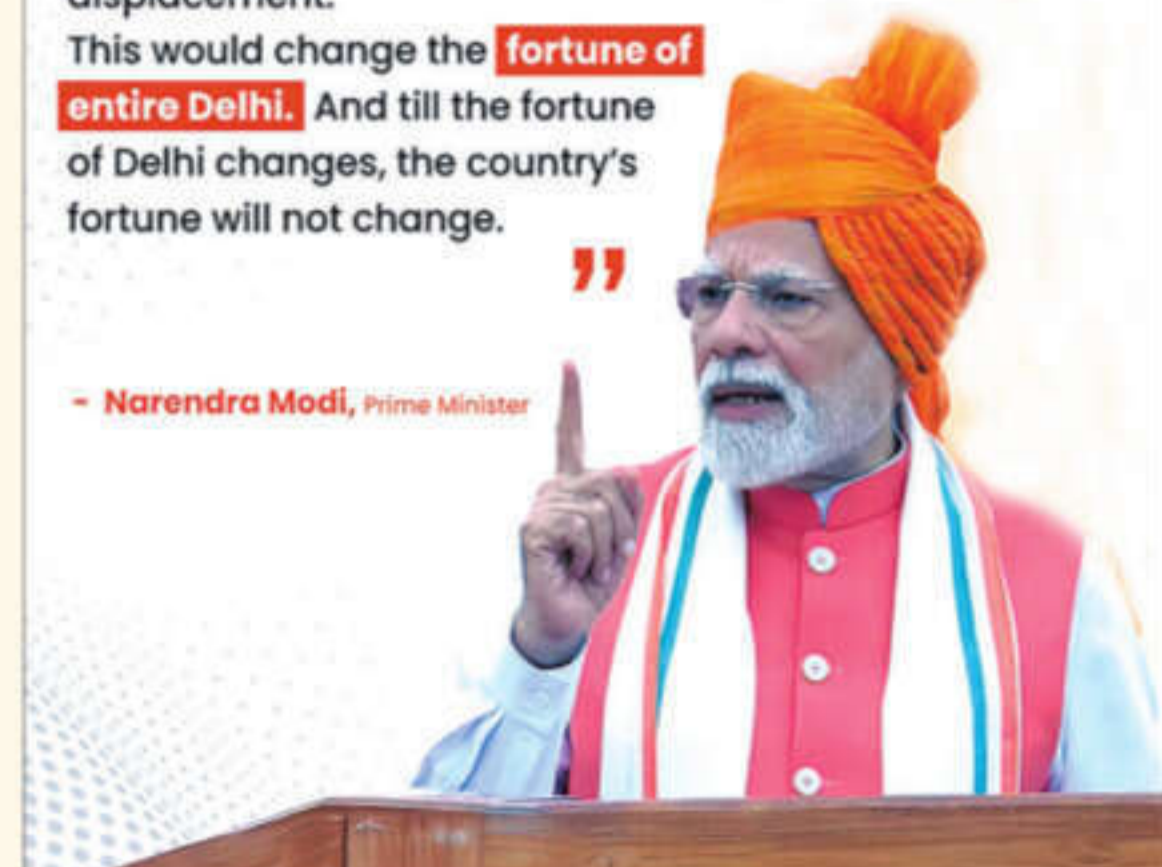 displacement.
This would change the fortune of
entire Delhi. And till the fortune
of Delhi changes, the country's
fortune will not change.
”
- Narendra Modi, Prime Minister